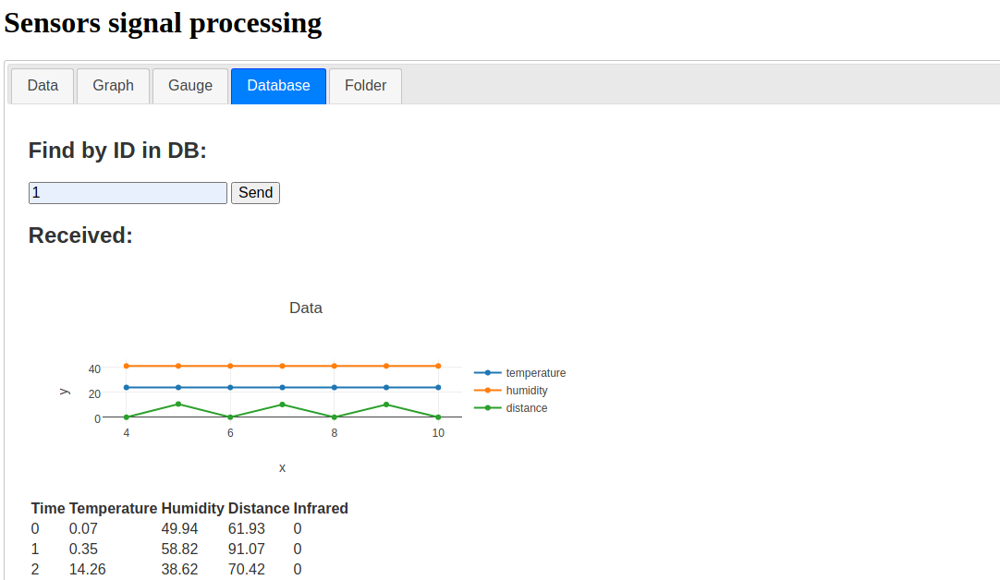 Sensors signal processing
Data Graph Gauge Database Folder
Find by ID in DB:
1 Send
Received:
Data
40
20
0
y
4 6 8 10
x
temperature
humidity
distance
Time Temperature Humidity Distance Infrared
0 0.07 49.94 61.93 0
1 0.35 58.82 91.07 0
2 14.26 38.62 70.42 0